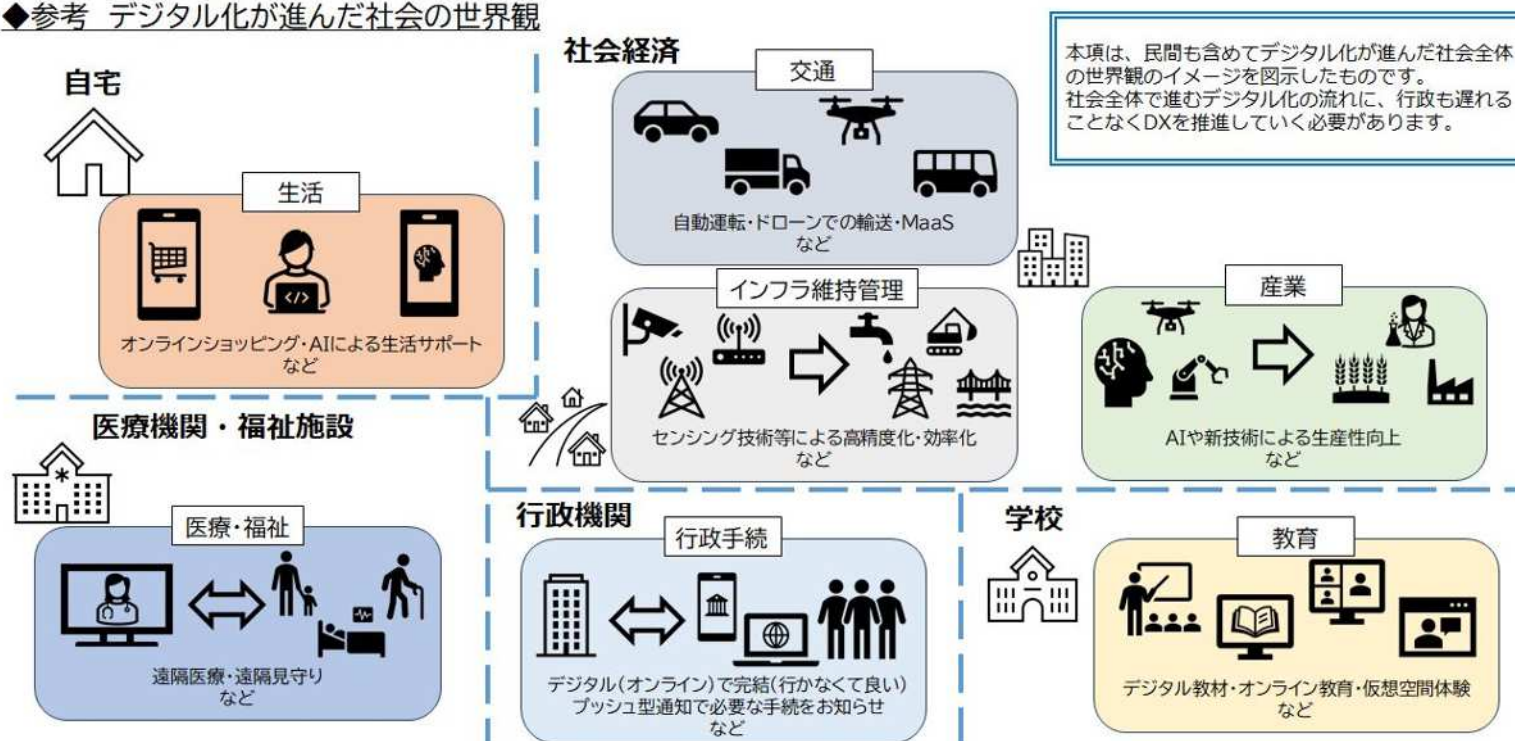 ◆参考 デジタル化が進んだ社会の世界観
本項は、民間も含めてデジタル化が進んだ社会全体
の世界観のイメージを図示したものです。
社会全体で進むデジタル化の流れに、行政も遅れる
ことなくDXを推進していく必要があります。
自宅
生活
オンラインショッピング・AIによる生活サポート
など
社会経済
交通
自動運転・ドローンでの輸送・MaaS
など
インフラ維持管理
センシング技術等による高精度化・効率化
など
産業
AIや新技術による生産性向上
など
医療機関・福祉施設
医療・福祉
遠隔医療・遠隔見守り
など
行政機関
行政手続
デジタル(オンライン)で完結(行かなくて良い)
プッシュ型通知で必要な手続をお知らせ
など
学校
教育
デジタル教材・オンライン教育・仮想空間体験
など